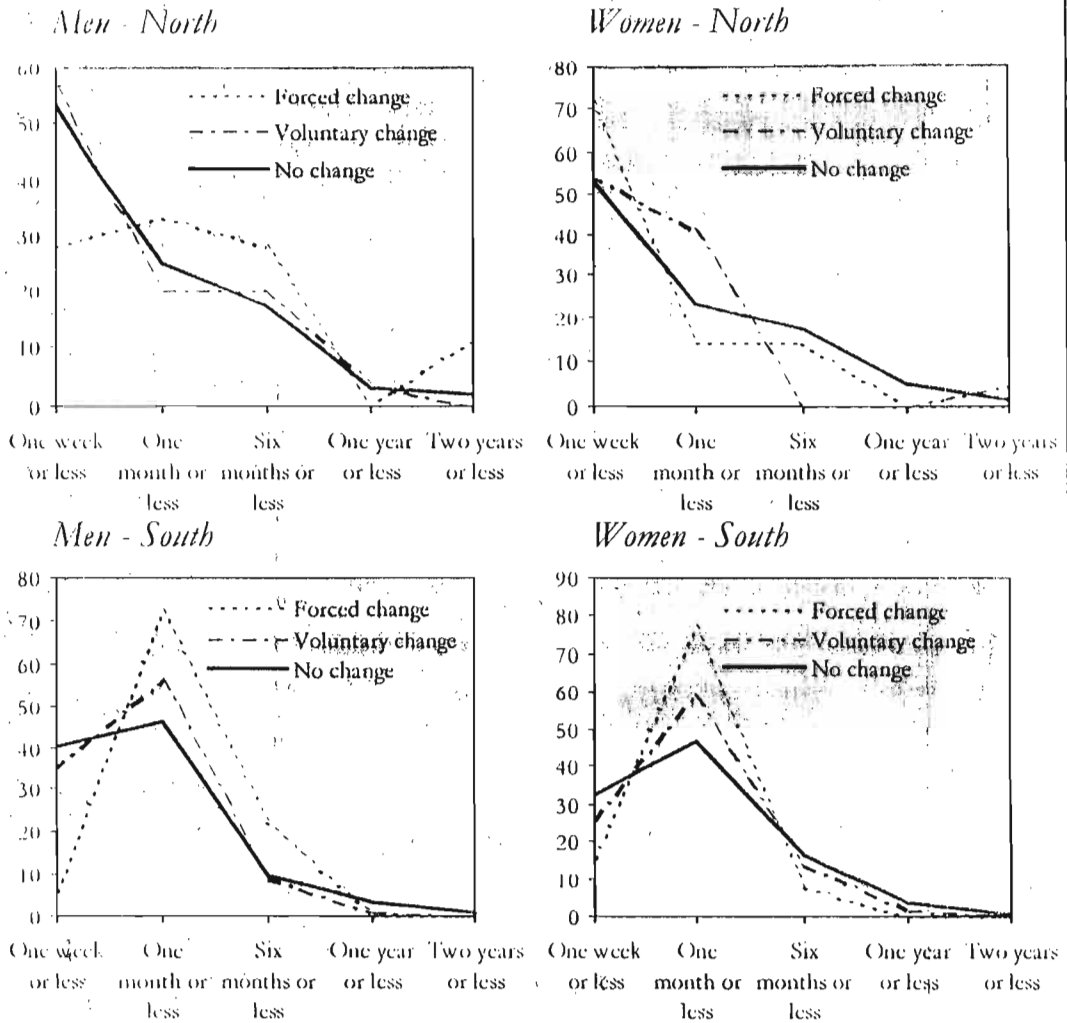 Men - North
60
50
40
30
20
10
0
Forced change
Voluntary change
No change
One week One Six One year Two years
or less month or months or or less or less
less less
Women - North
80
70
60
50
40
30
20
10
0
Forced change
Voluntary change
No change
One week One Six One year Two years
or less month or months or or less or less
less less
Men - South
80
70
60
50
40
30
20
10
0
Forced change
Voluntary change
No change
One week One Six One year Two years
or less month or months or or less or less
less less
Women - South
90
80
70
60
50
40
30
20
10
0
Forced change
Voluntary change
No change
One week One Six One year Two years
or less month or months or or less or less
less less